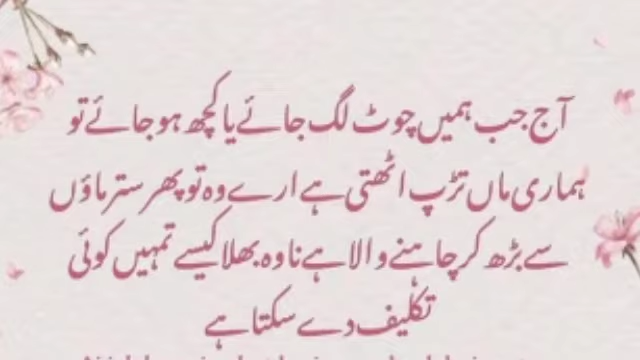 آج جب ہمیں چوٹ لگ جائے یا کچھ ہو جائے تو
ہماری ماں تڑپ اٹھتی ہے ارے وہ تو پھر ستر ماؤں
سے بڑھ کر چاہنے والا ہے نا وہ بھلا کیسے تمہیں کوئی
تکلیف دے سکتا ہے